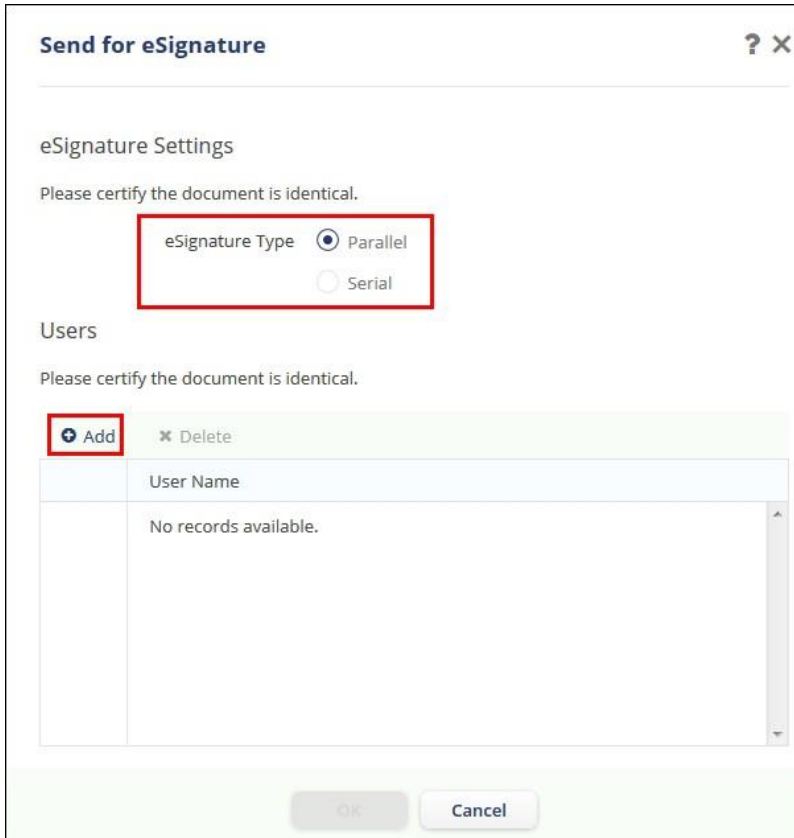 Send for eSignature
eSignature Settings
Please certify the document is identical.
eSignature Type Parallel
Serial
Users
Please certify the document is identical.
Add Delete
User Name
No records available.
OK Cancel